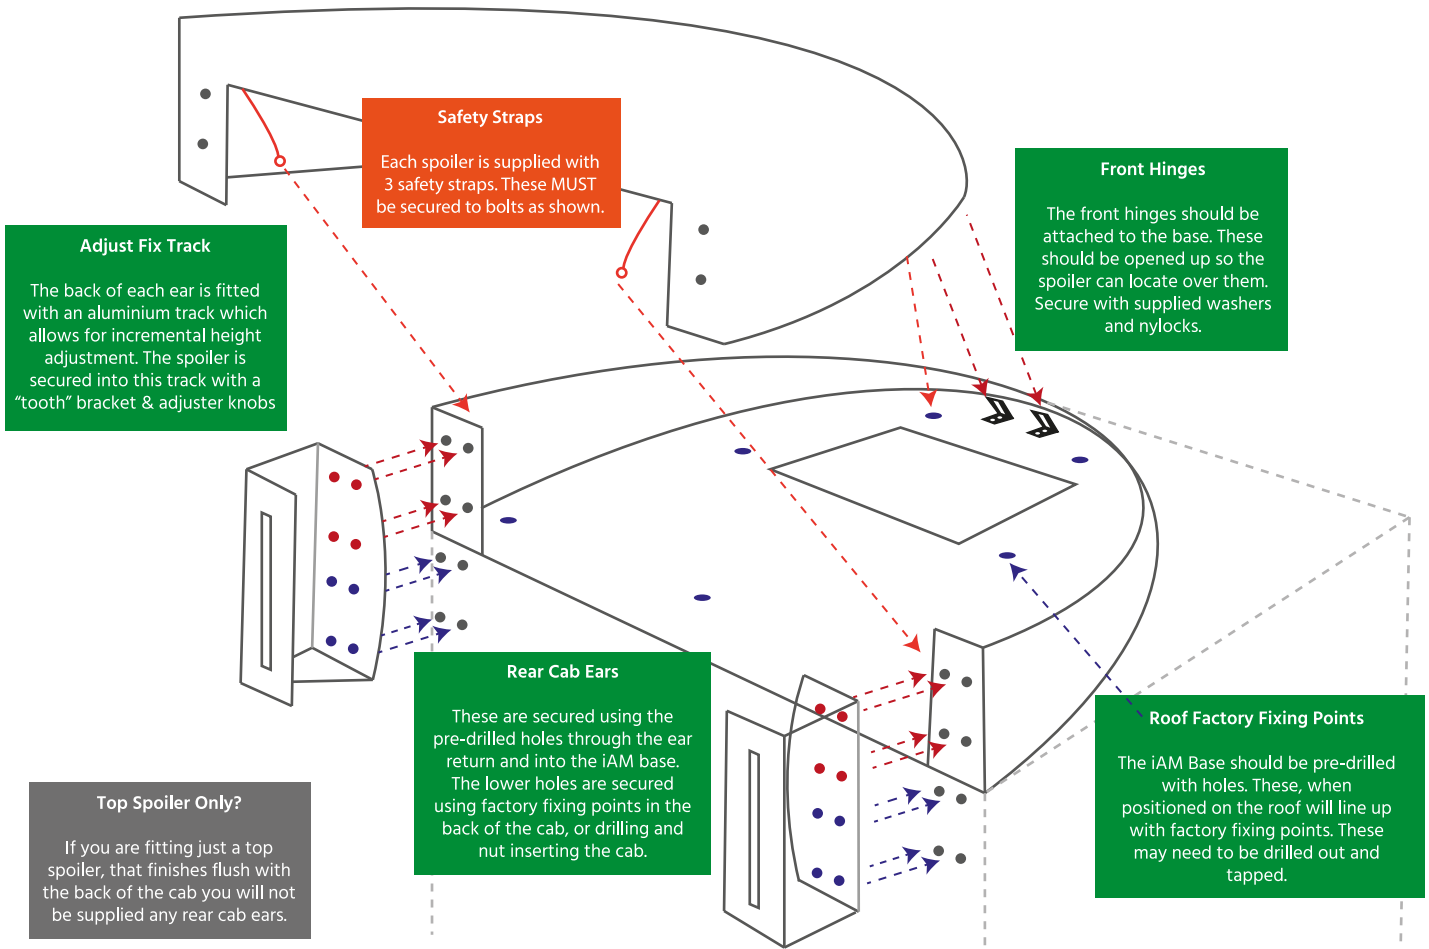 Safety Straps
Each spoiler is supplied with
3 safety straps. These MUST
be secured to bolts as shown.
Front Hinges
The front hinges should be
attached to the base. These
should be opened up so the
spoiler can locate over them.
Secure with supplied washers
and nylocks.
Adjust Fix Track
The back of each ear is fitted
with an aluminium track which
allows for incremental height
adjustment. The spoiler is
secured into this track with a
“tooth” bracket & adjuster knobs
Rear Cab Ears
These are secured using the
pre-drilled holes through the ear
return and into the iAM base.
The lower holes are secured
using factory fixing points in the
back of the cab, or drilling and
nut inserting the cab.
Roof Factory Fixing Points
The iAM Base should be pre-drilled
with holes. These, when
positioned on the roof will line up
with factory fixing points. These
may need to be drilled out and
tapped.
Top Spoiler Only?
If you are fitting just a top
spoiler, that finishes flush with
the back of the cab you will not
be supplied any rear cab ears.